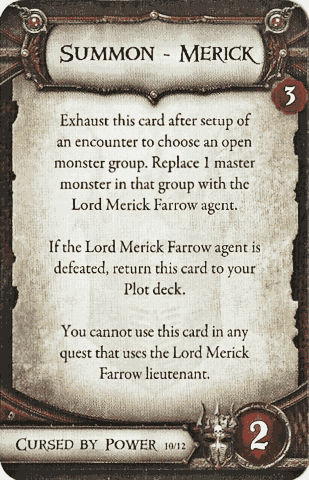 Summon - Merick
3
Exhaust this card after setup of
an encounter to choose an open
monster group. Replace 1 master
monster in that group with the
Lord Merick Farrow agent.
If the Lord Merick Farrow agent is
defeated, return this card to your
Plot deck.
You cannot use this card in any
quest that uses the Lord Merick
Farrow lieutenant.
Cursed by Power 10/12
2